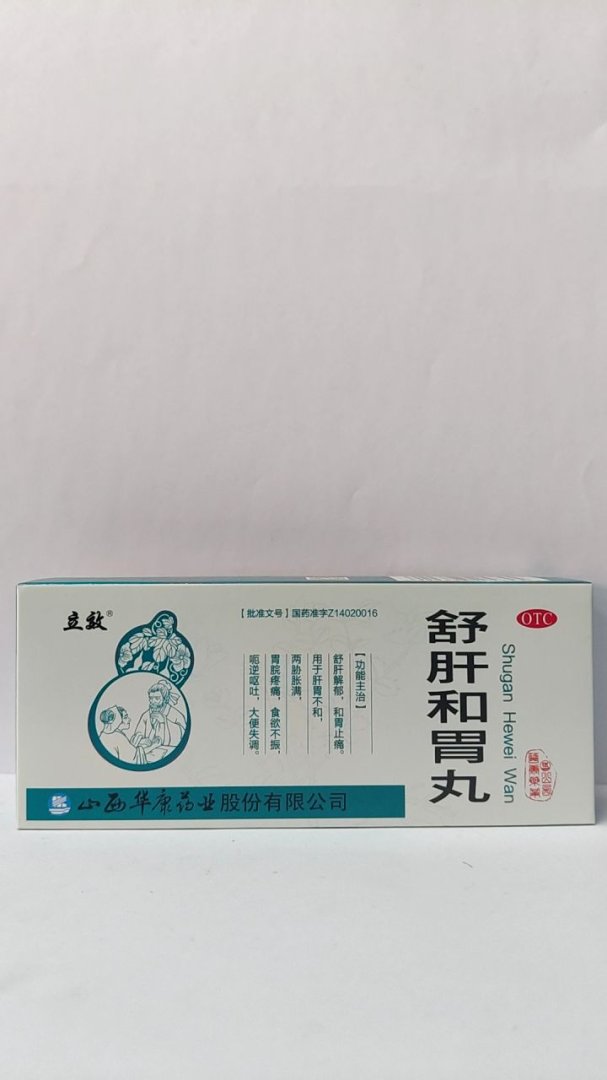 立效®
【批准文号】国药准字Z14020016
【功能主治】
舒肝解郁，和胃止痛。
用于肝胃不和，
两胁胀满，
胃脘疼痛，食欲不振，
呃逆呕吐，大便失调。
舒肝和胃丸
Shugan Hewei Wan
OTC
山西华康药业股份有限公司